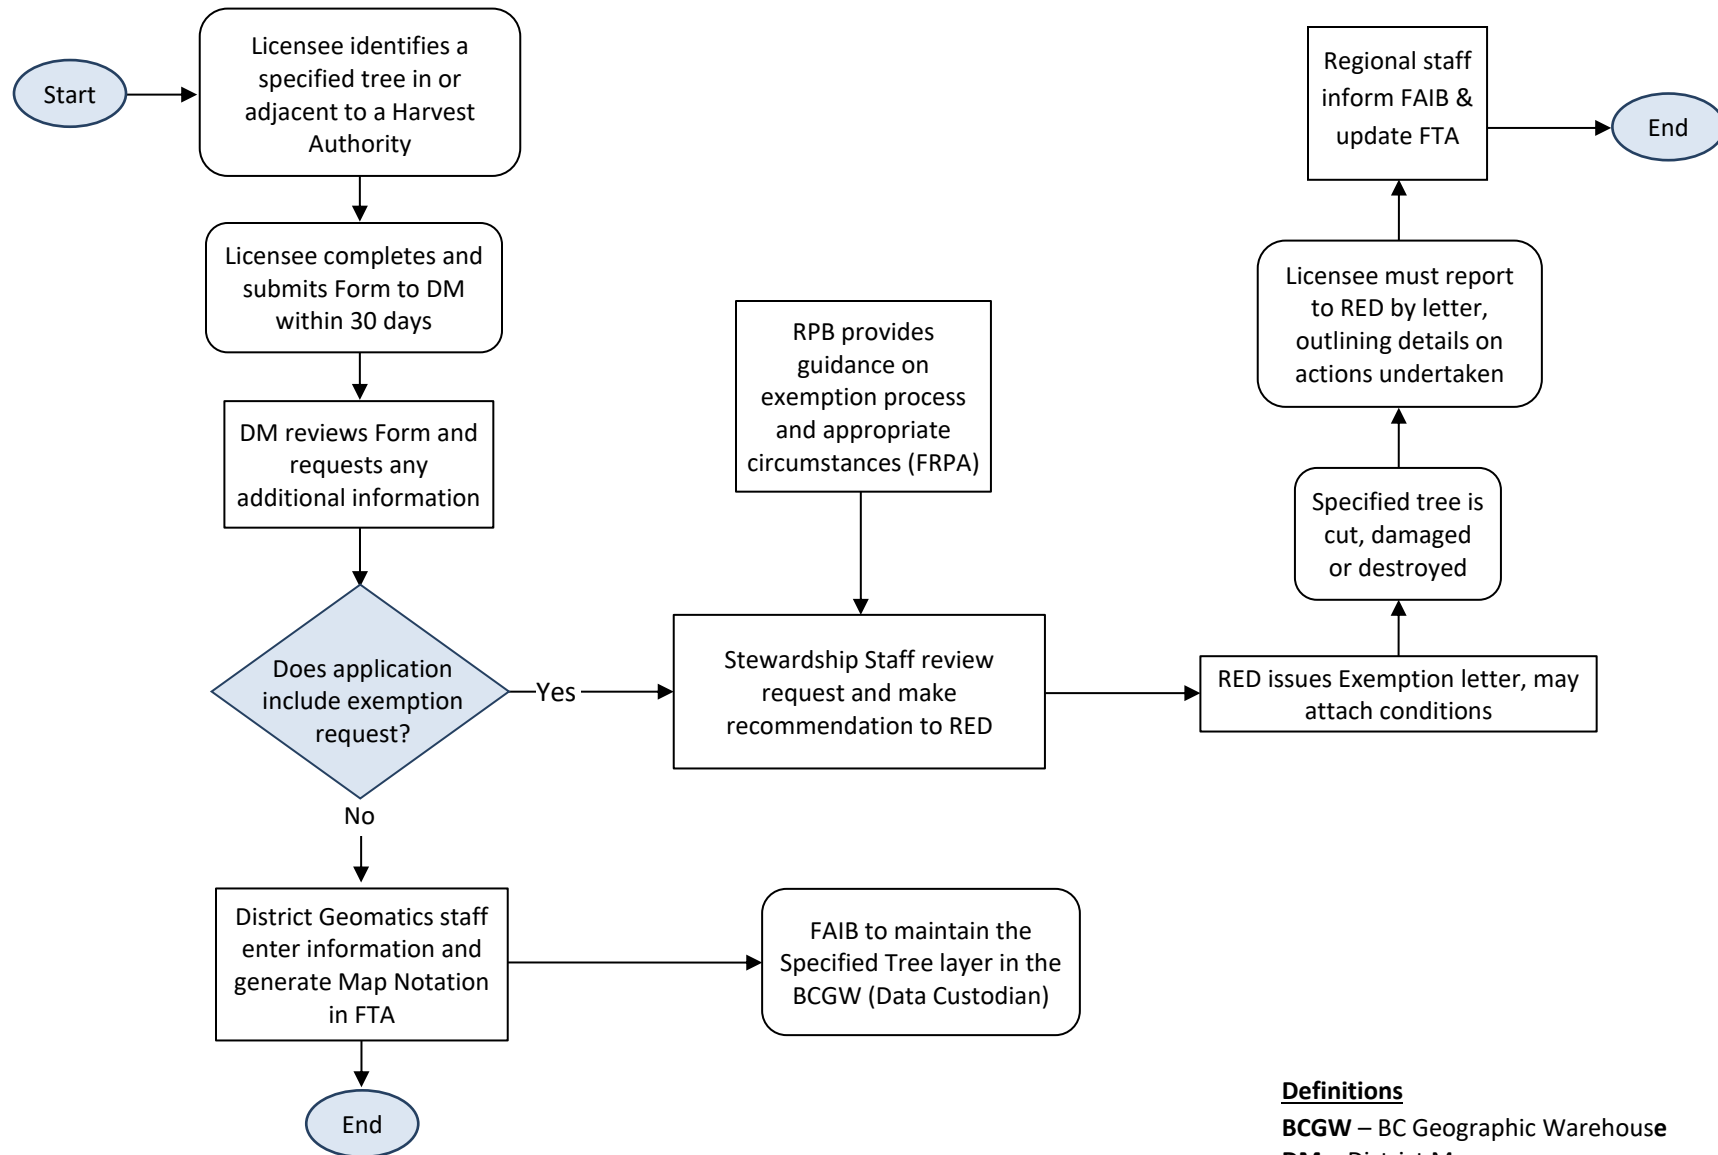 Start
Licensee identifies a
specified tree in or
adjacent to a Harvest
Authority
Licensee completes and
submits Form to DM
within 30 days
DM reviews Form and
requests any
additional information
Does application
include exemption
request?
Yes
No
District Geomatics staff
enter information and
generate Map Notation
in FTA
End
FAIB to maintain the
Specified Tree layer in the
BCGW (Data Custodian)
RPB provides
guidance on
exemption process
and appropriate
circumstances (FRPA)
Stewardship Staff review
request and make
recommendation to RED
RED issues Exemption letter, may
attach conditions
Specified tree is
cut, damaged
or destroyed
Licensee must report
to RED by letter,
outlining details on
actions undertaken
Regional staff
inform FAIB &
update FTA
End
Definitions
BCGW – BC Geographic Warehouse
DM – District M